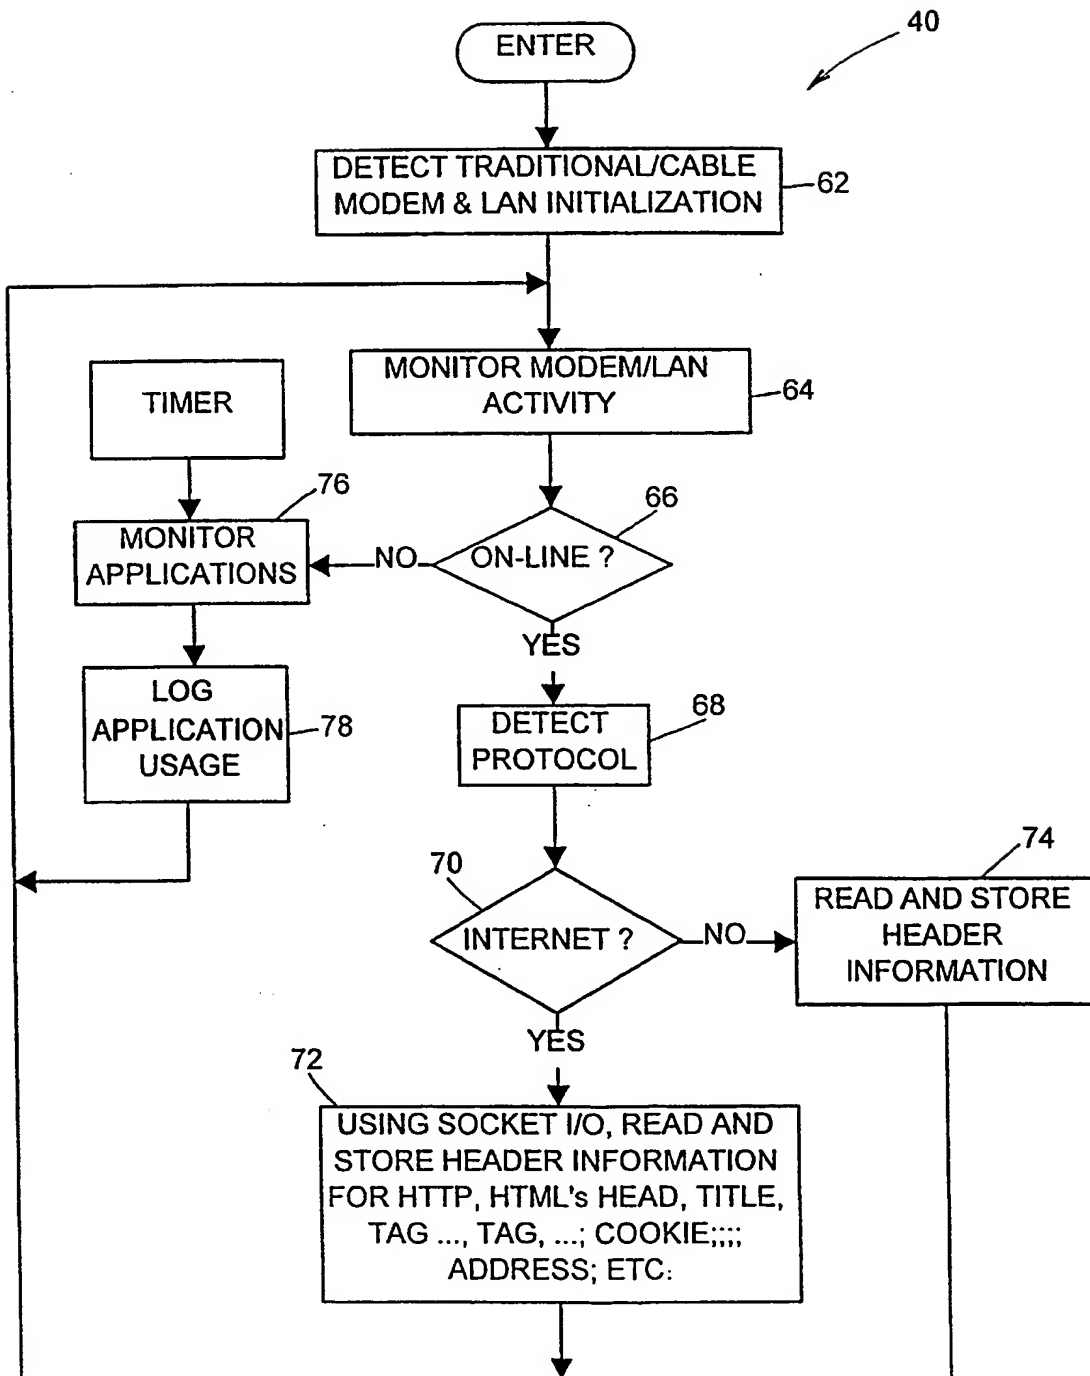 40
ENTER
DETECT TRADITIONAL/CABLE
MODEM & LAN INITIALIZATION
62
MONITOR MODEM/LAN
ACTIVITY
64
TIMER
76
MONITOR
APPLICATIONS
NO
ON-LINE ?
66
YES
LOG
APPLICATION
USAGE
78
DETECT
PROTOCOL
68
70
INTERNET ?
NO
74
READ AND STORE
HEADER
INFORMATION
YES
72
USING SOCKET I/O, READ AND
STORE HEADER INFORMATION
FOR HTTP, HTML's HEAD, TITLE,
TAG ..., TAG, ...; COOKIE;;;;
ADDRESS; ETC.